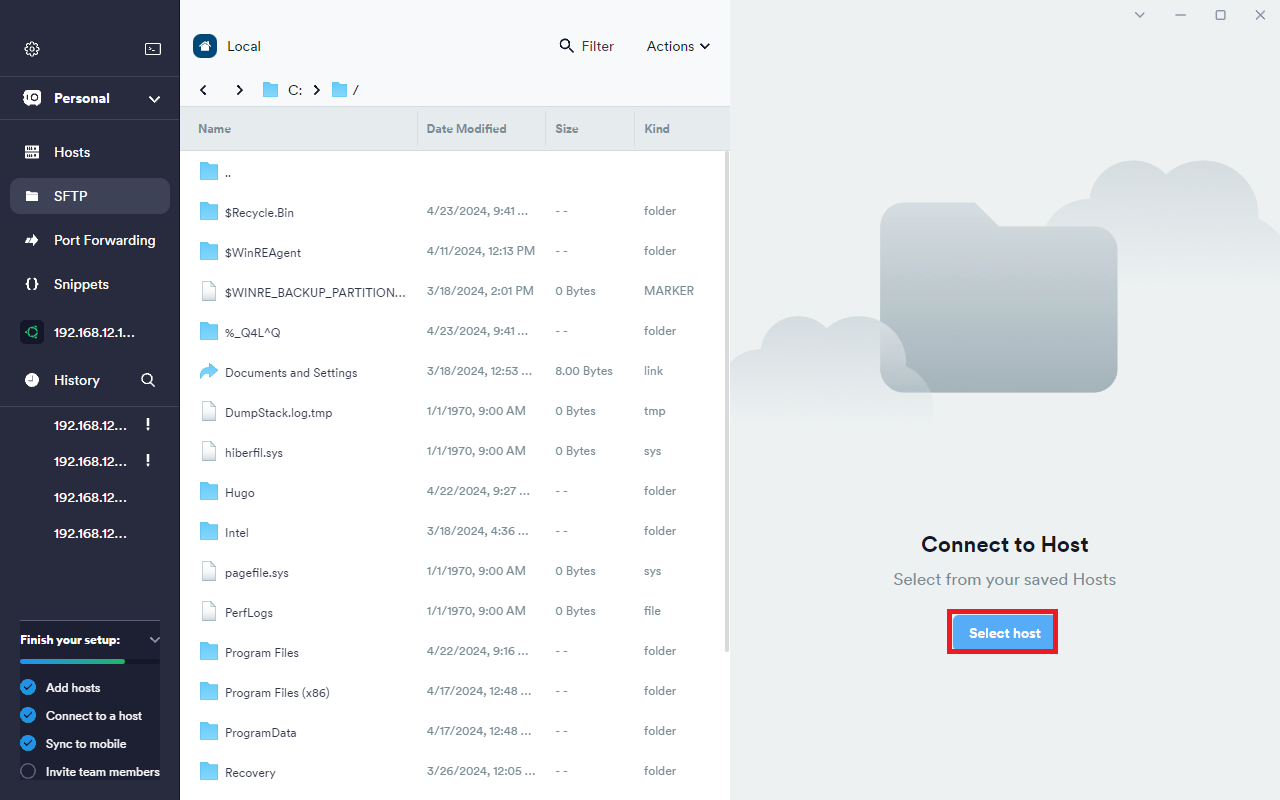 Personal
Hosts
SFTP
Port Forwarding
Snippets
192.168.12.1...
History
192.168.12...
192.168.12...
192.168.12...
192.168.12...
Finish your setup:
Add hosts
Connect to a host
Sync to mobile
Invite team members
Local
Filter
Actions
C:
/
Name Date Modified Size Kind
..
$Recycle.Bin 4/23/2024, 9:41 ... - - folder
$WinREAgent 4/11/2024, 12:13 PM - - folder
$WINRE_BACKUP_PARTITION... 3/18/2024, 2:01 PM 0 Bytes MARKER
%_Q4L^Q 4/23/2024, 9:41 ... - - folder
Documents and Settings 3/18/2024, 12:53 ... 8.00 Bytes link
DumpStack.log.tmp 1/1/1970, 9:00 AM 0 Bytes tmp
hiberfil.sys 1/1/1970, 9:00 AM 0 Bytes sys
Hugo 4/22/2024, 9:27 ... - - folder
Intel 3/18/2024, 4:36 ... - - folder
pagefile.sys 1/1/1970, 9:00 AM 0 Bytes sys
PerfLogs 1/1/1970, 9:00 AM 0 Bytes file
Program Files 4/22/2024, 9:16 ... - - folder
Program Files (x86) 4/17/2024, 12:48 ... - - folder
ProgramData 4/17/2024, 12:48 ... - - folder
Recovery 3/26/2024, 12:05 ... - - folder
Connect to Host
Select from your saved Hosts
Select host